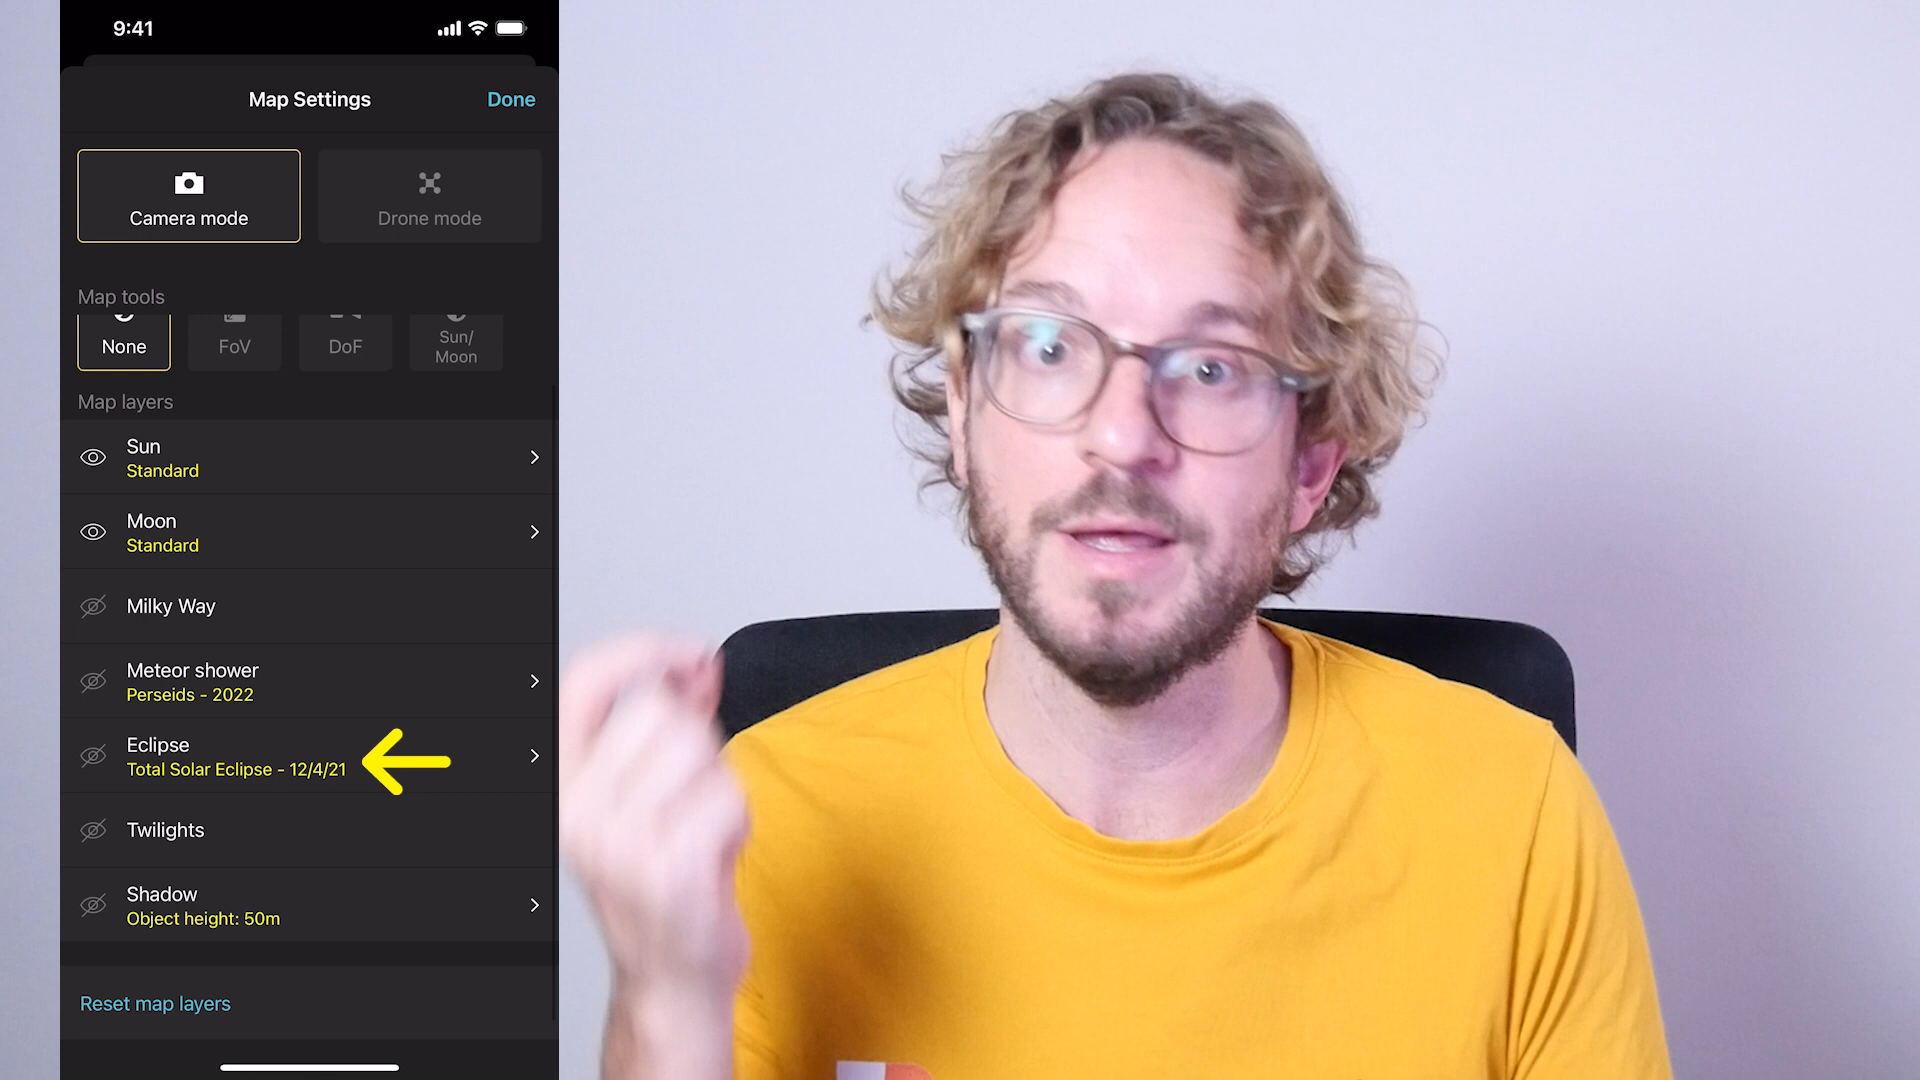 9:41
Map Settings
Done
Camera mode
Drone mode
Map tools
None
FoV
DoF
Sun/
Moon
Map layers
Sun
Standard
Moon
Standard
Milky Way
Meteor shower
Perseids - 2022
Eclipse
Total Solar Eclipse - 12/4/21
Twilights
Shadow
Object height: 50m
Reset map layers